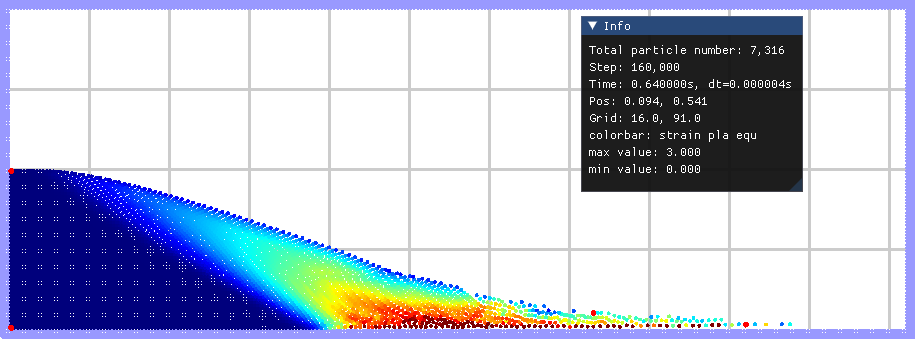 ▼ Info
Total particle number: 7,316
Step: 160,000
Time: 0.640000s, dt=0.000004s
Pos: 0.094, 0.541
Grid: 16.0, 91.0
colorbar: strain pla equ
max value: 3.000
min value: 0.000